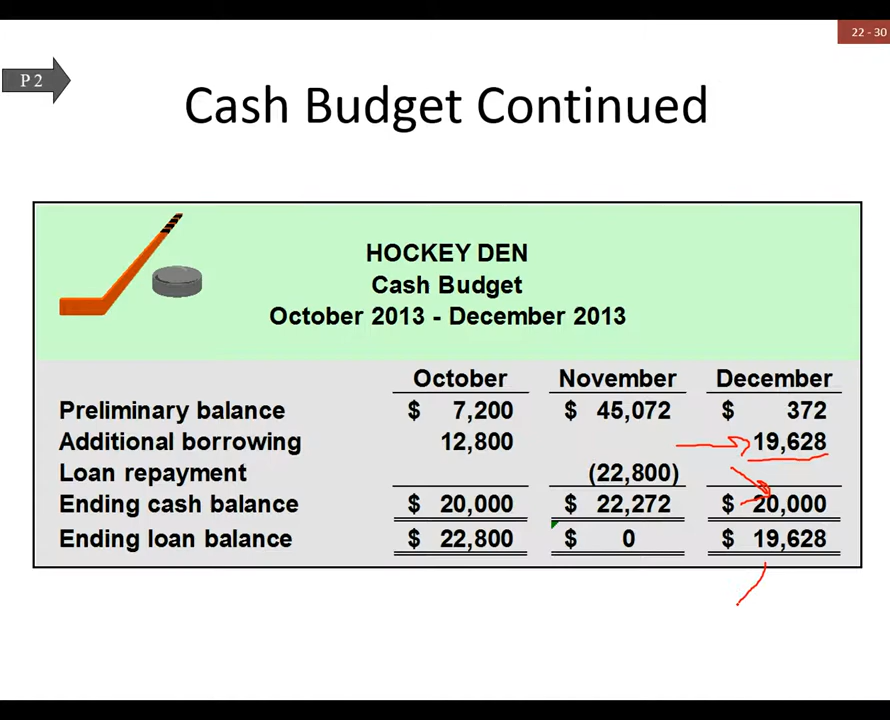 22 - 30
P 2
Cash Budget Continued
HOCKEY DEN
Cash Budget
October 2013 - December 2013
October November December
Preliminary balance $ 7,200 $ 45,072 $ 372
Additional borrowing 12,800 19,628
Loan repayment (22,800)
Ending cash balance $ 20,000 $ 22,272 $ 20,000
Ending loan balance $ 22,800 $ 0 $ 19,628